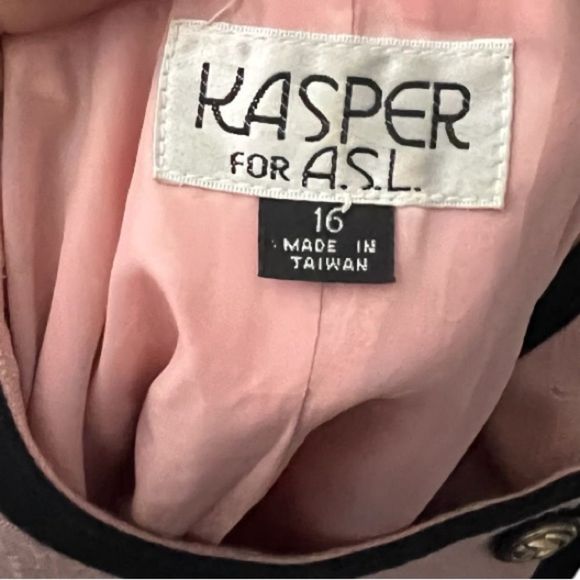 KASPER
FOR A.S.L.
16
MADE IN
TAIWAN